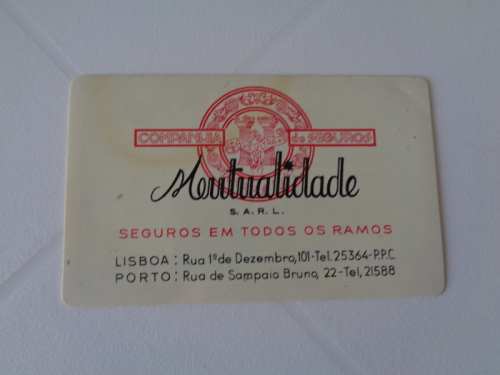 COMPANHIA de SEGUROS
Mutualidade
S. A. R. L.
SEGUROS EM TODOS OS RAMOS
LISBOA: Rua 1º de Dezembro, 101-Tel. 25364-P.P.C.
PORTO: Rua de Sampaio Bruno, 22-Tel, 21588